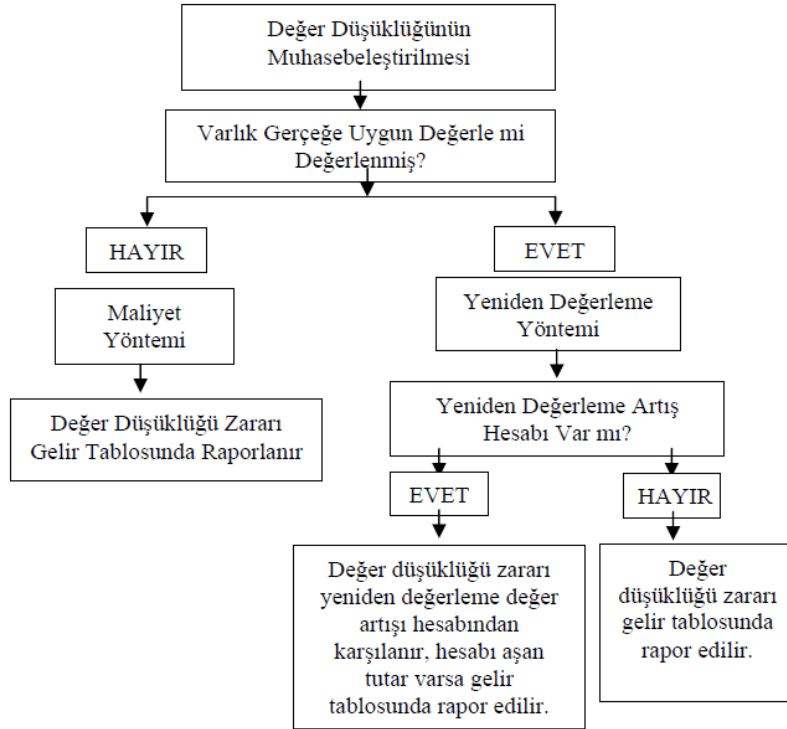 Değer Düşüklüğünün
Muhasebeleştirilmesi
Varlık Gerçeğe Uygun Değerle mi
Değerlenmiş?
HAYIR
EVET
Maliyet
Yöntemi
Yeniden Değerleme
Yöntemi
Değer Düşüklüğü Zararı
Gelir Tablosunda Raporlanır
Yeniden Değerleme Artış
Hesabı Var mı?
EVET
HAYIR
Değer düşüklüğü zararı
yeniden değerleme değer
artışı hesabından
karşılanır, hesabı aşan
tutar varsa gelir
tablosunda rapor edilir.
Değer
düşüklüğü zararı
gelir tablosunda
rapor edilir.